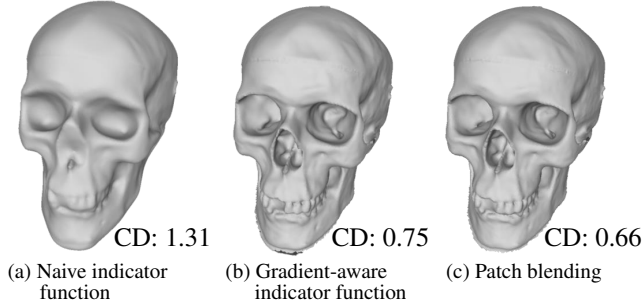 CD: 1.31
CD: 0.75
CD: 0.66
(a) Naive indicator
function
(b) Gradient-aware
indicator function
(c) Patch blending